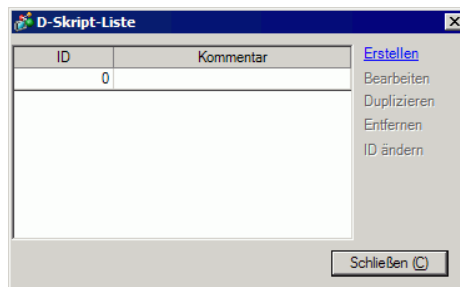 D-Skript-Liste
ID Kommentar
0
Erstellen
Bearbeiten
Duplizieren
Entfernen
ID ändern
Schließen (C)